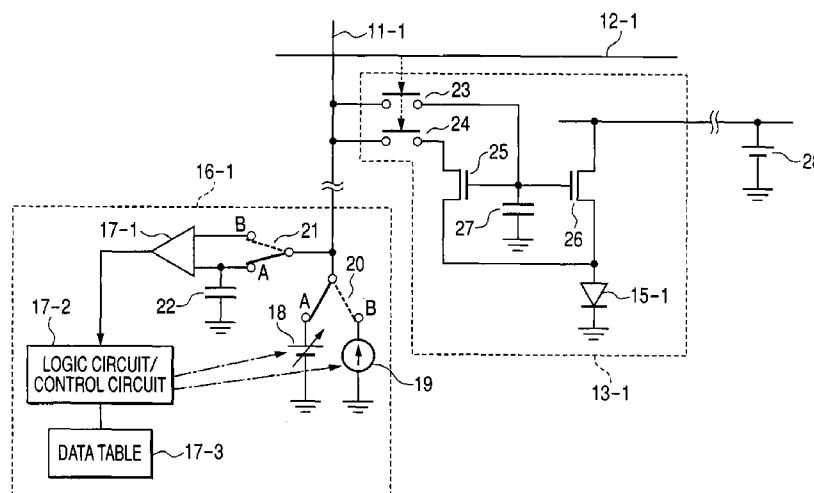 11-1
12-1
23
24
25
26
27
28
16-1
17-1
B
21
A
22
20
A
B
18
19
15-1
13-1
17-2
LOGIC CIRCUIT/
CONTROL CIRCUIT
DATA TABLE
17-3